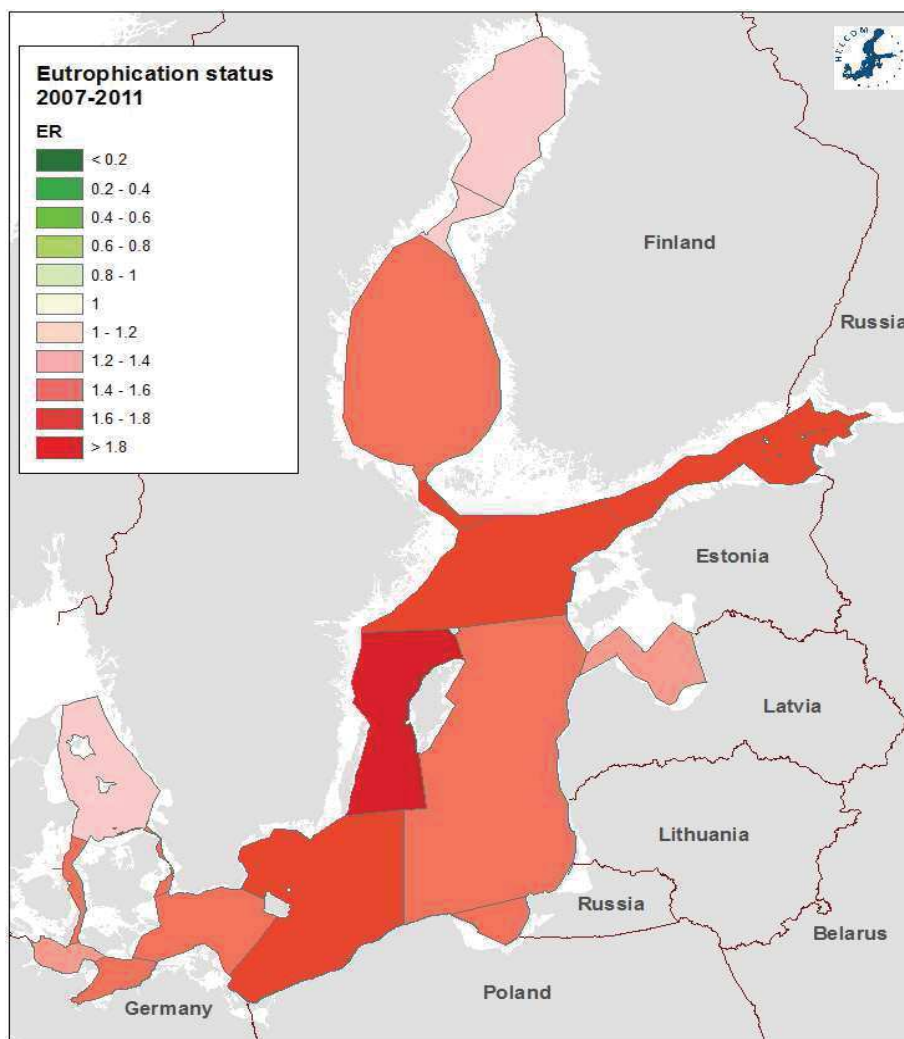 Eutrophication status
2007-2011
ER
< 0.2
0.2 - 0.4
0.4 - 0.6
0.6 - 0.8
0.8 - 1
1
1 - 1.2
1.2 - 1.4
1.4 - 1.6
1.6 - 1.8
> 1.8
HELCOM
Finland
Russia
Estonia
Latvia
Lithuania
Russia
Belarus
Poland
Germany